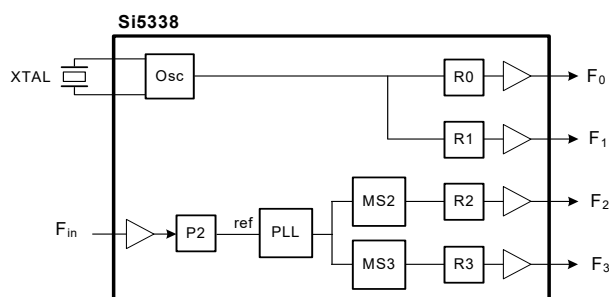 Si5338
XTAL
Osc
R0
F0
R1
F1
Fin
P2
ref
PLL
MS2
R2
F2
MS3
R3
F3